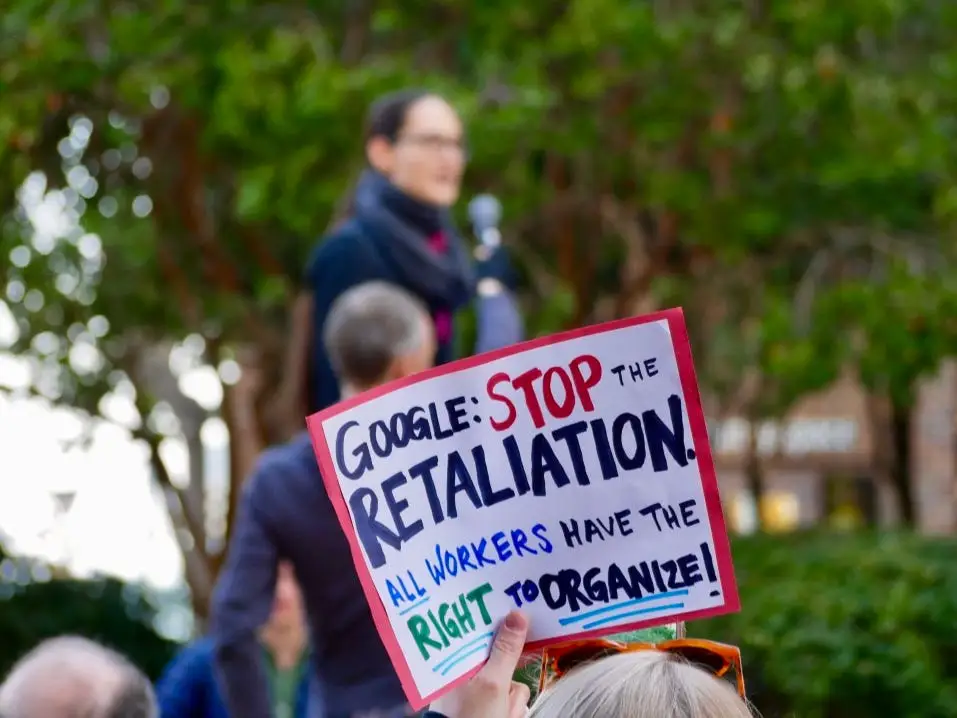 GOOGLE: STOP THE
RETALIATION.
ALL WORKERS HAVE THE
RIGHT TO ORGANIZE!